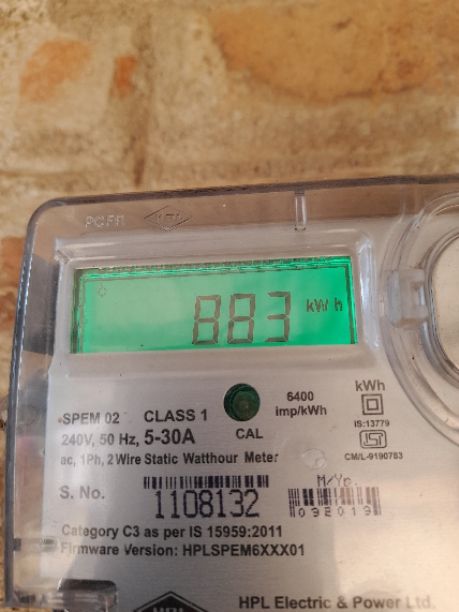 PCFR
883 kWh
6400
imp/kWh
kWh
IS:13779
CM/L-9190783
SPEM 02 CLASS 1
240V, 50 Hz, 5-30A
CAL
ac, 1Ph, 2Wire Static Watthour Meter
M/Yr.
S. No. 1108132
092019
Category C3 as per IS 15959:2011
Firmware Version: HPLSPEM6XXX01
HPL Electric & Power Ltd.